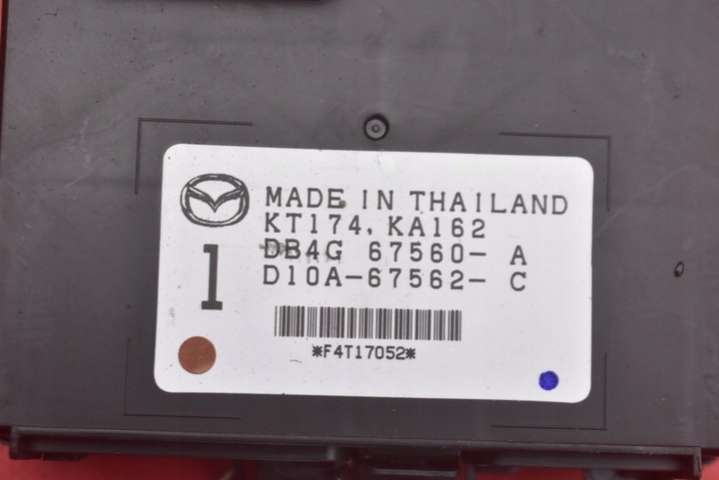 MADE IN THAILAND
KT174, KA162
DB4G 67560- A
1
D10A-67562- C
*F4T17052*